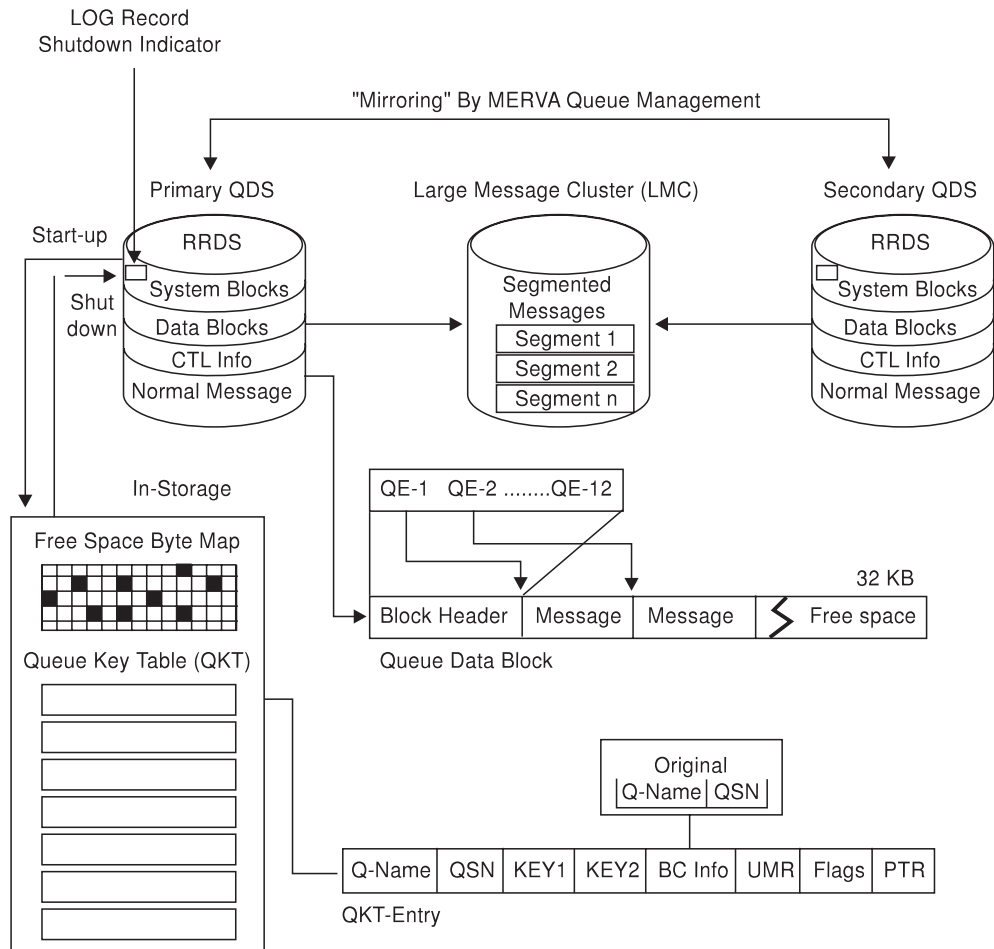 LOG Record
Shutdown Indicator
"Mirroring" By MERVA Queue Management
Primary QDS
Large Message Cluster (LMC)
Secondary QDS
Start-up
RRDS
System Blocks
Data Blocks
CTL Info
Normal Message
Shut
down
Segmented
Messages
Segment 1
Segment 2
Segment n
RRDS
System Blocks
Data Blocks
CTL Info
Normal Message
In-Storage
Free Space Byte Map
Queue Key Table (QKT)
QE-1 QE-2 ........QE-12
32 KB
Block Header Message Message Free space
Queue Data Block
Original
Q-Name QSN
Q-Name QSN KEY1 KEY2 BC Info UMR Flags PTR
QKT-Entry